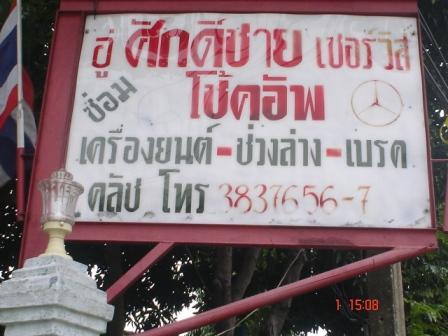 อู่ ศักดิ์ชาย เซอร์วิส
ซ่อม โช๊คอัพ
เครื่องยนต์-ช่วงล่าง-เบรค
คลัช โทร 3837656-7
1 15:08